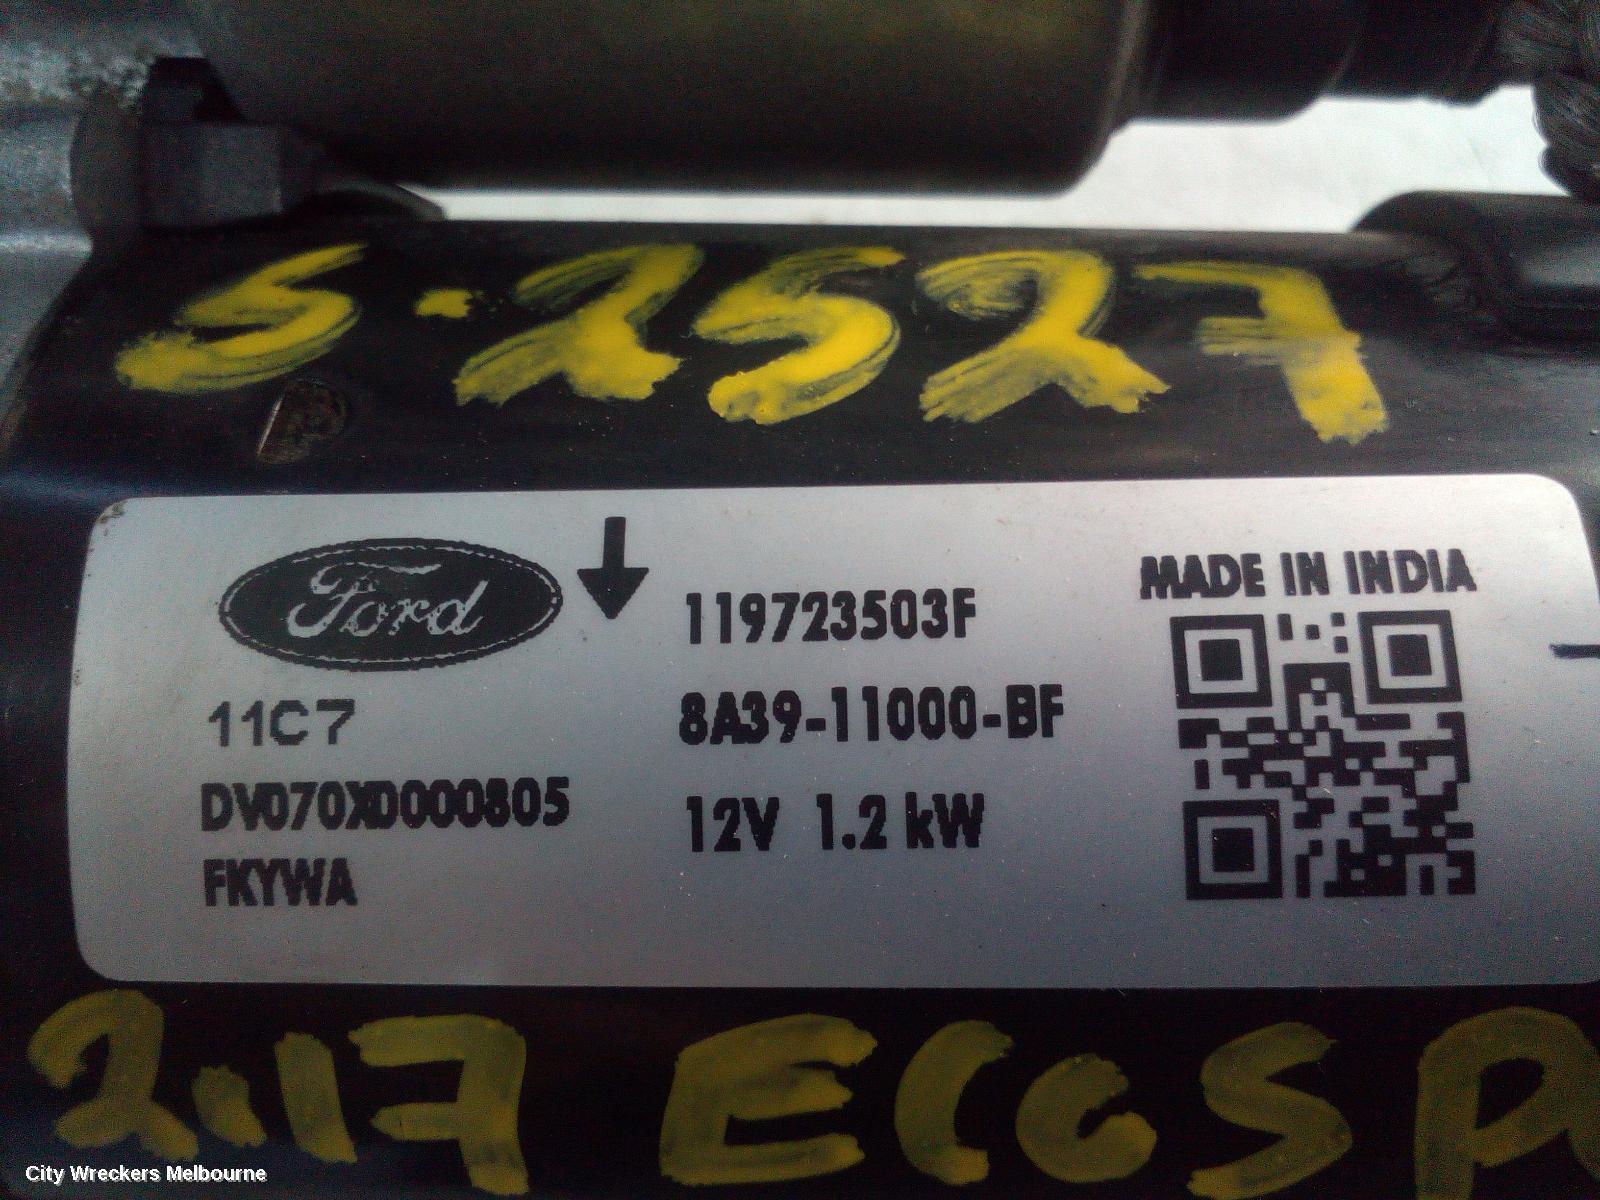 S.2527
Ford
119723503F
MADE IN INDIA
11C7
8A39-11000-BF
DV070XD000805
12V 1.2 kW
FKYWA
2.17 ECOSP
City Wreckers Melbourne